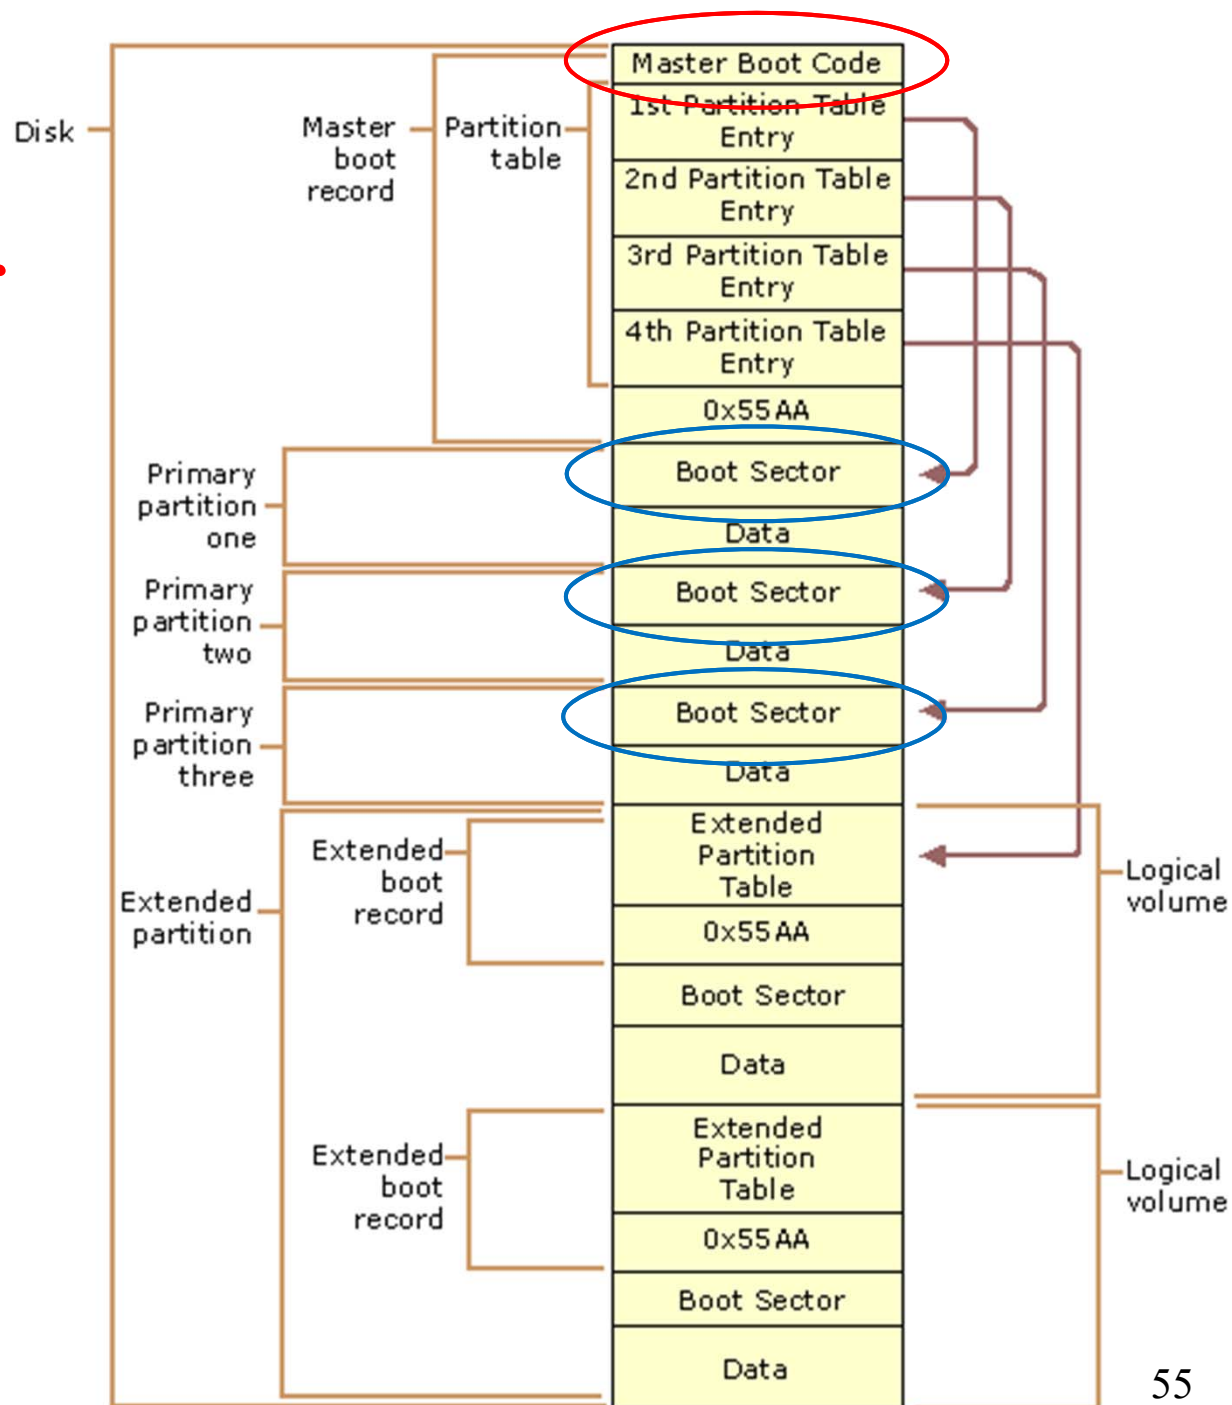 Master Boot Code
Disk
Master
boot
record
Partition
table
1st Partition Table
Entry
2nd Partition Table
Entry
3rd Partition Table
Entry
4th Partition Table
Entry
0x55AA
Primary
partition
one
Boot Sector
Data
Primary
partition
two
Boot Sector
Data
Primary
partition
three
Boot Sector
Data
Extended
partition
Extended
boot
record
Extended
Partition
Table
0x55AA
Boot Sector
Data
Logical
volume
Extended
boot
record
Extended
Partition
Table
0x55AA
Boot Sector
Data
Logical
volume
55